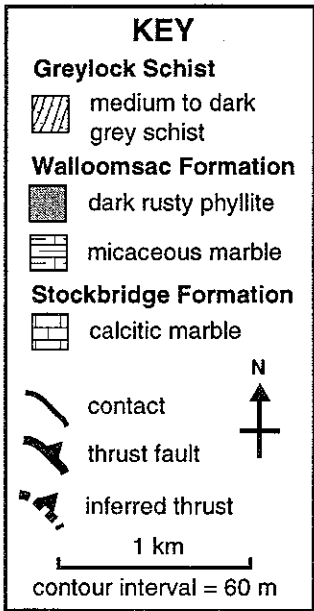 KEY
Greylock Schist
medium to dark
grey schist
Walloomsac Formation
dark rusty phyllite
micaceous marble
Stockbridge Formation
calcitic marble
N
contact
thrust fault
inferred thrust
1 km
contour interval = 60 m